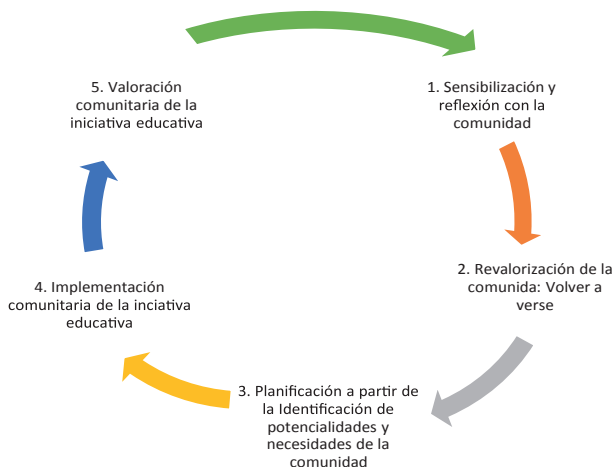 1. Sensibilización y
reflexión con la
comunidad
2. Revalorización de la
comunida: Volver a
verse
3. Planificación a partir de
la Identificación de
potencialidades y
necesidades de la
comunidad
4. Implementación
comunitaria de la inciativa
educativa
5. Valoración
comunitaria de la
iniciativa educativa